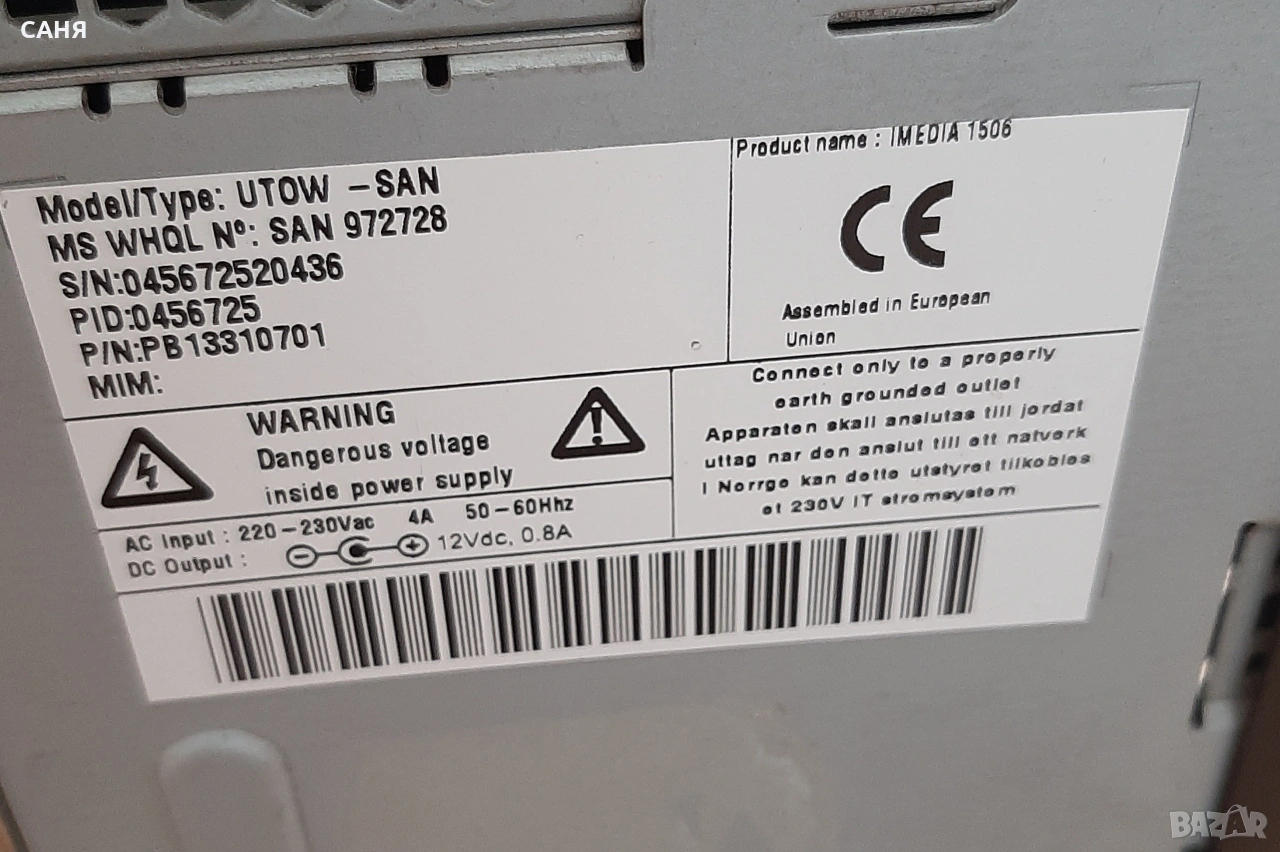 САНЯ
Model/Type: UTOW -SAN
MS WHQL Nº: SAN 972728
S/N:045672520436
PID:0456725
P/N:PB13310701
MIM:
Product name : IMEDIA 1506
CE
Assembled in European
Union
WARNING
Dangerous voltage
inside power supply
Connect only to a properly
earth grounded outlet
Apparaten skall anslutas till jordat
uttag nar den anslut till ett natverk
I Norrge kan dette utstyret tilkobles
et 230V IT stromsystem
AC Input : 220-230Vac 4A 50-60Hhz
DC Output : 12Vdc, 0.8A
BAZAR